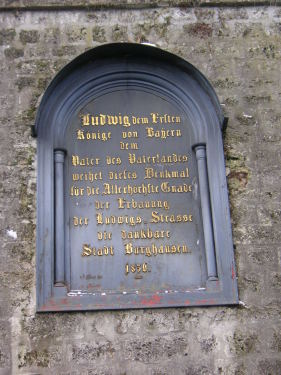 Ludwig dem Ersten
Könige von Bayern
dem
Vater des Vaterlandes
weihet dieses Denkmal
für die Allerhöchste Gnade
der Erbauung
der Ludwigs-Strasse
die dankbare
Stadt Burghausen.